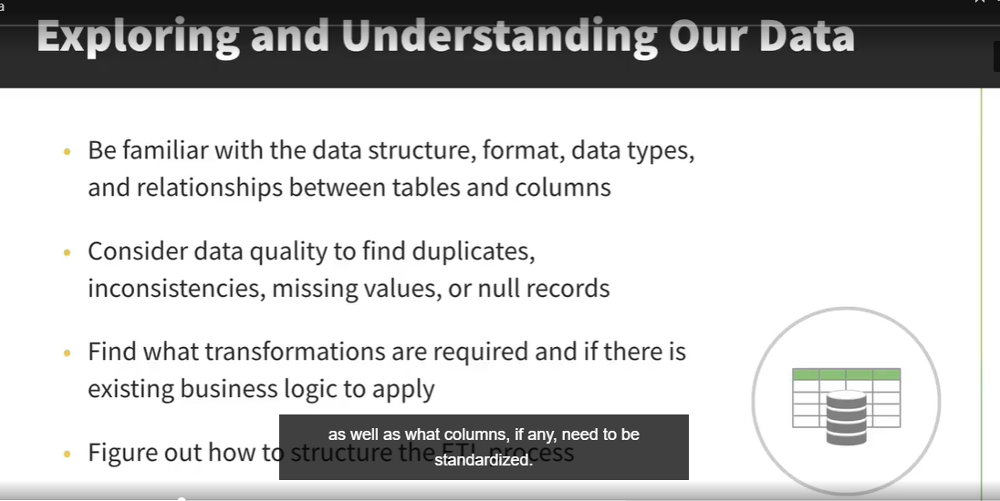 a
Exploring and Understanding Our Data
• Be familiar with the data structure, format, data types,
and relationships between tables and columns
• Consider data quality to find duplicates,
inconsistencies, missing values, or null records
• Find what transformations are required and if there is
existing business logic to apply
• Figure out how to structure the ETL process
as well as what columns, if any, need to be
standardized.